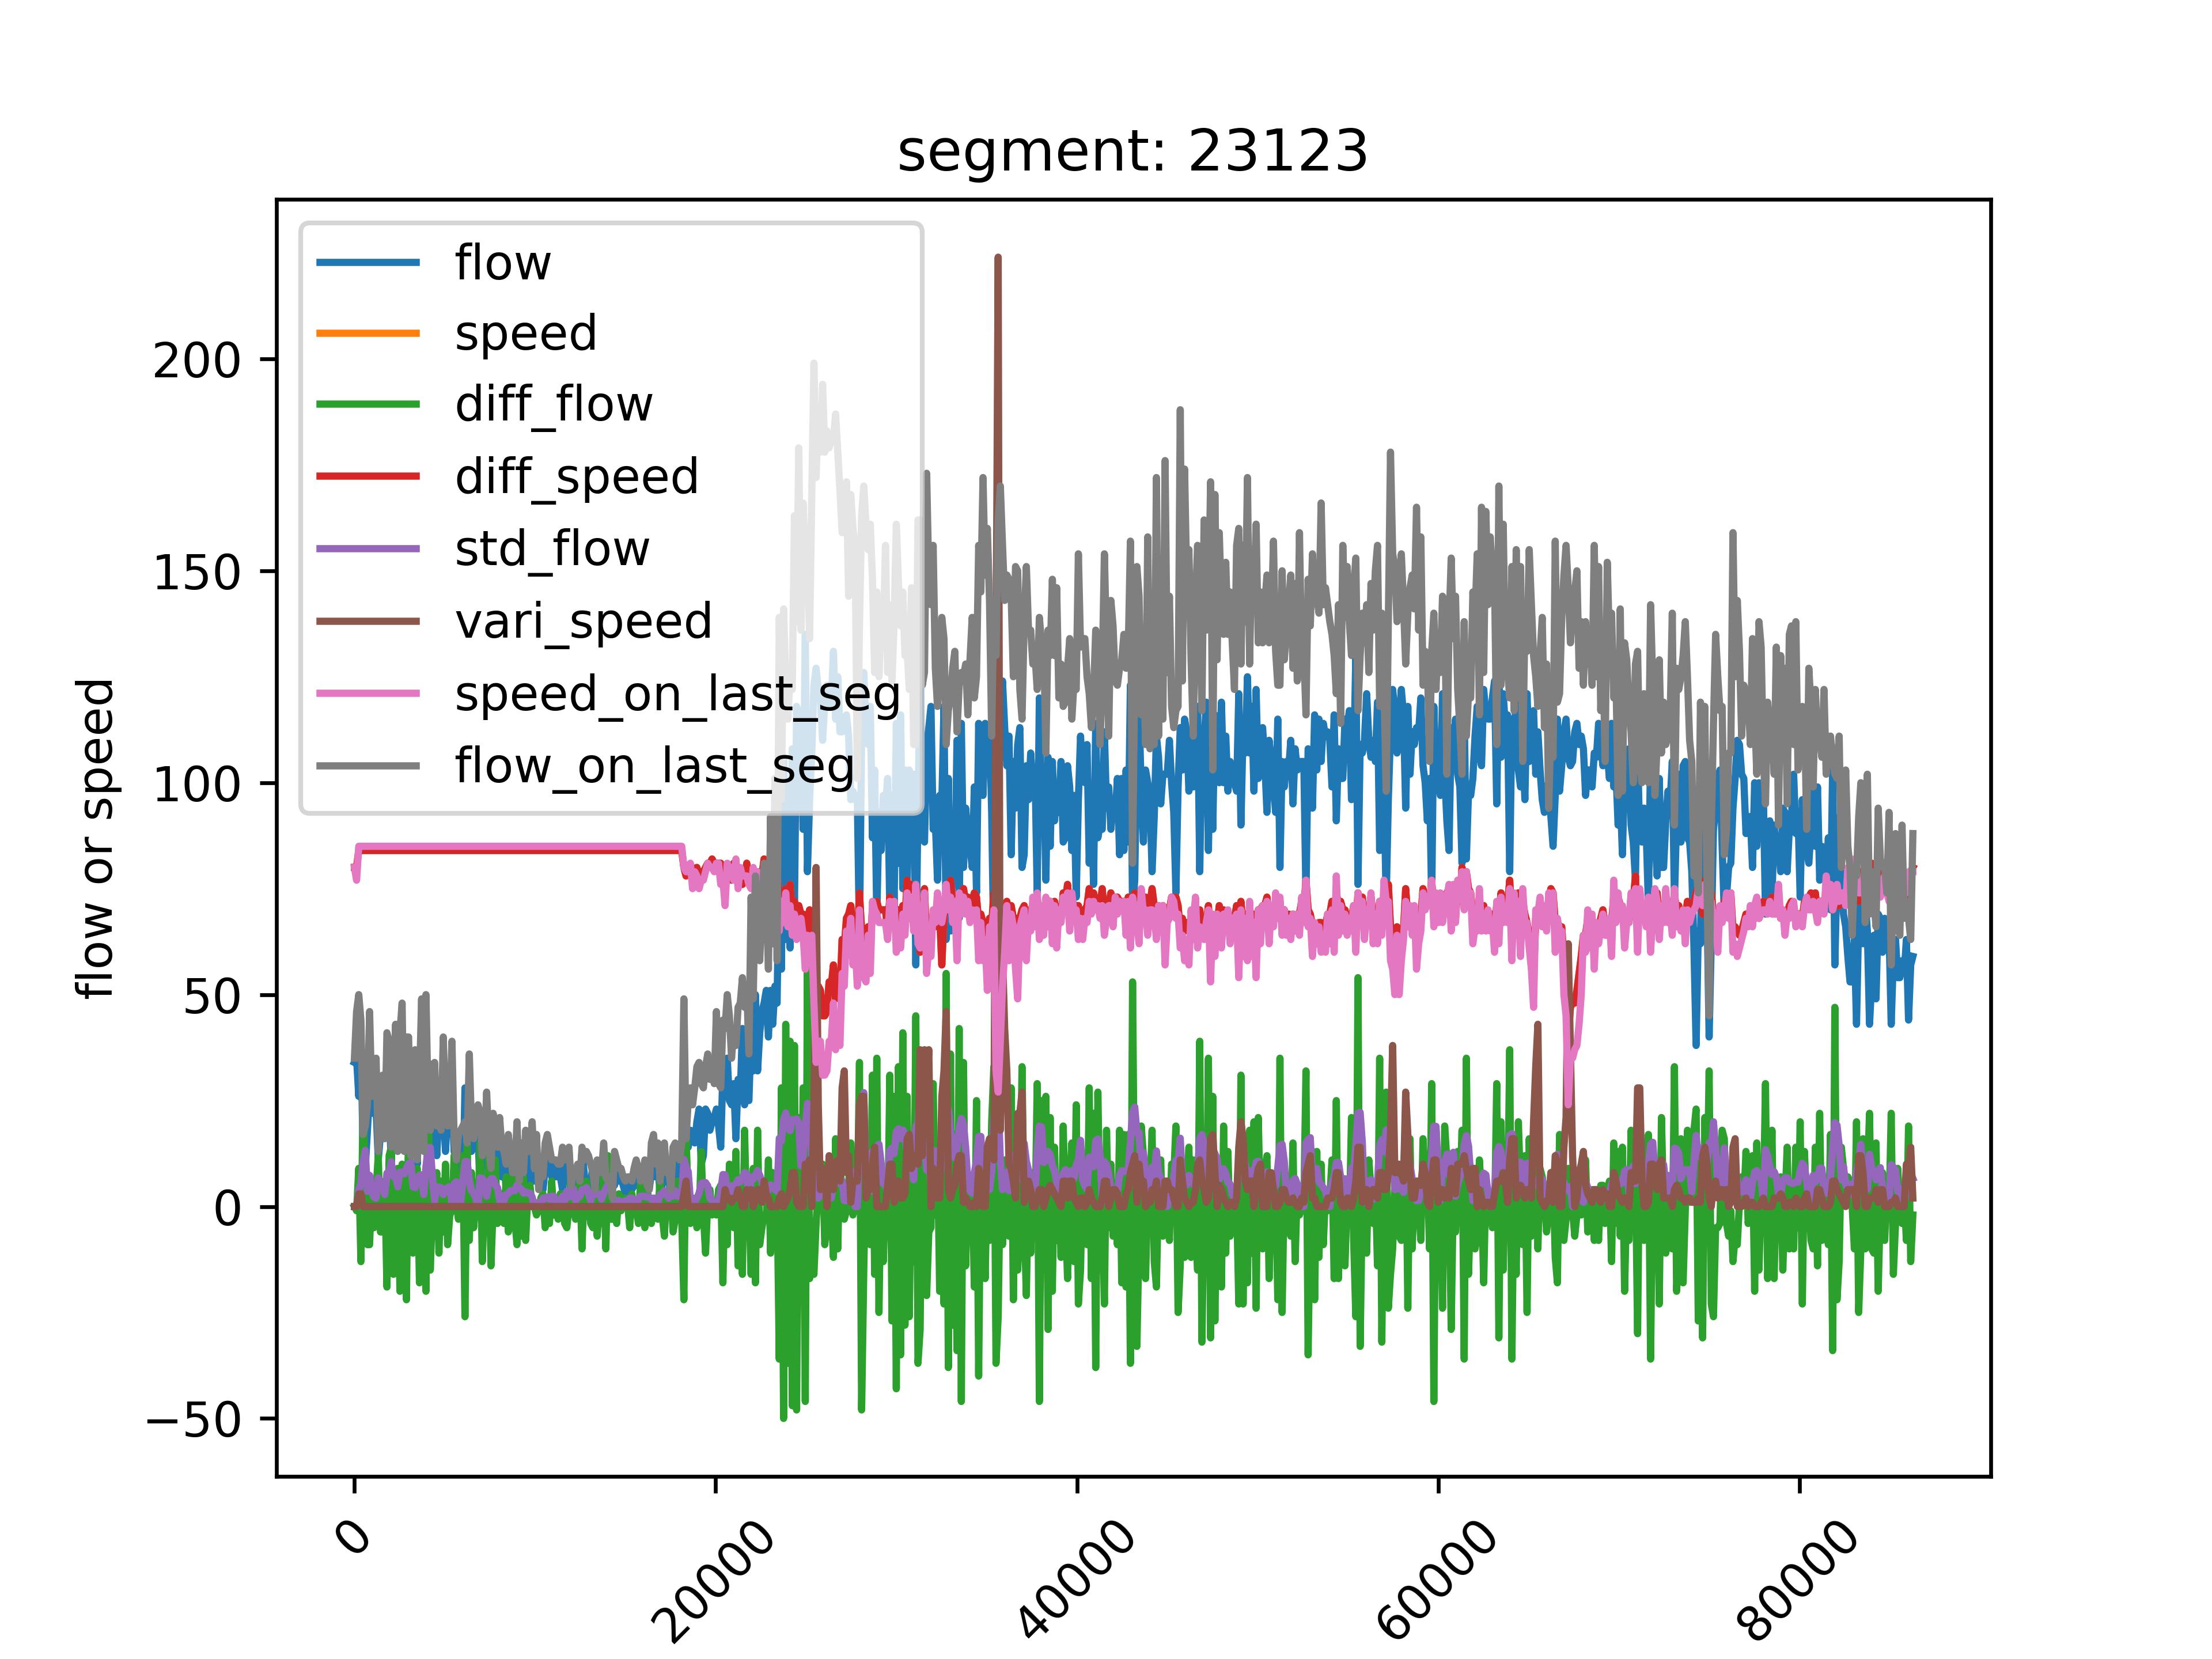 segment: 23123
flow
speed
diff_flow
diff_speed
std_flow
vari_speed
speed_on_last_seg
flow_on_last_seg
flow or speed
200
150
100
50
0
−50
0
20000
40000
60000
80000